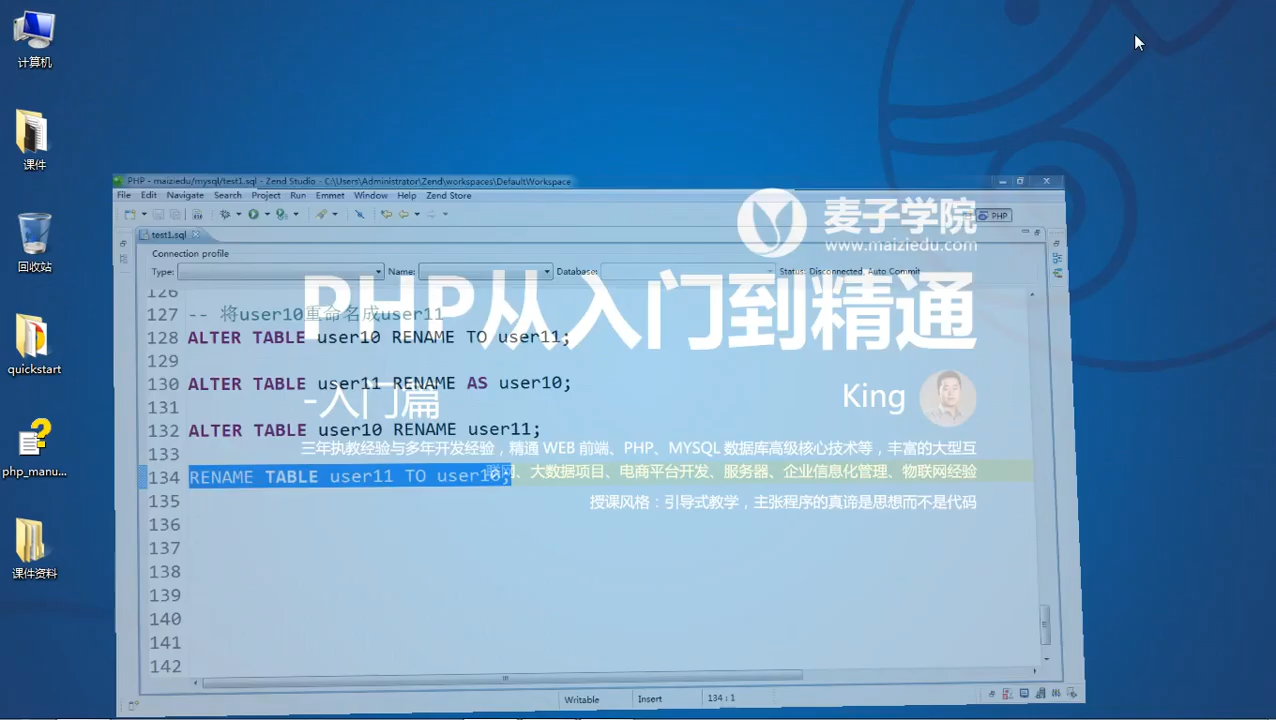 计算机
课件
回收站
quickstart
php_manu...
课件资料
PHP - maiziedu/mysql/test1.sql - Zend Studio - C:\Users\Administrator\Zend\workspaces\DefaultWorkspace
File Edit Navigate Search Project Run Emmet Window Help Zend Store
PHP
test1.sql
Connection profile
Type: Name: Database: Status: Disconnected, Auto Commit
126
127 -- 将user10重命名成user11
128 ALTER TABLE user10 RENAME TO user11;
129
130 ALTER TABLE user11 RENAME AS user10;
131
132 ALTER TABLE user10 RENAME user11;
133
134 RENAME TABLE user11 TO user10;
135
136
137
138
139
140
141
142
Writable Insert 134 : 1
麦子学院
www.maiziedu.com
PHP从入门到精通
-入门篇
King
三年执教经验与多年开发经验，精通 WEB 前端、PHP、MYSQL 数据库高级核心技术等，丰富的大型互
联网、大数据项目、电商平台开发、服务器、企业信息化管理、物联网经验
授课风格：引导式教学，主张程序的真谛是思想而不是代码